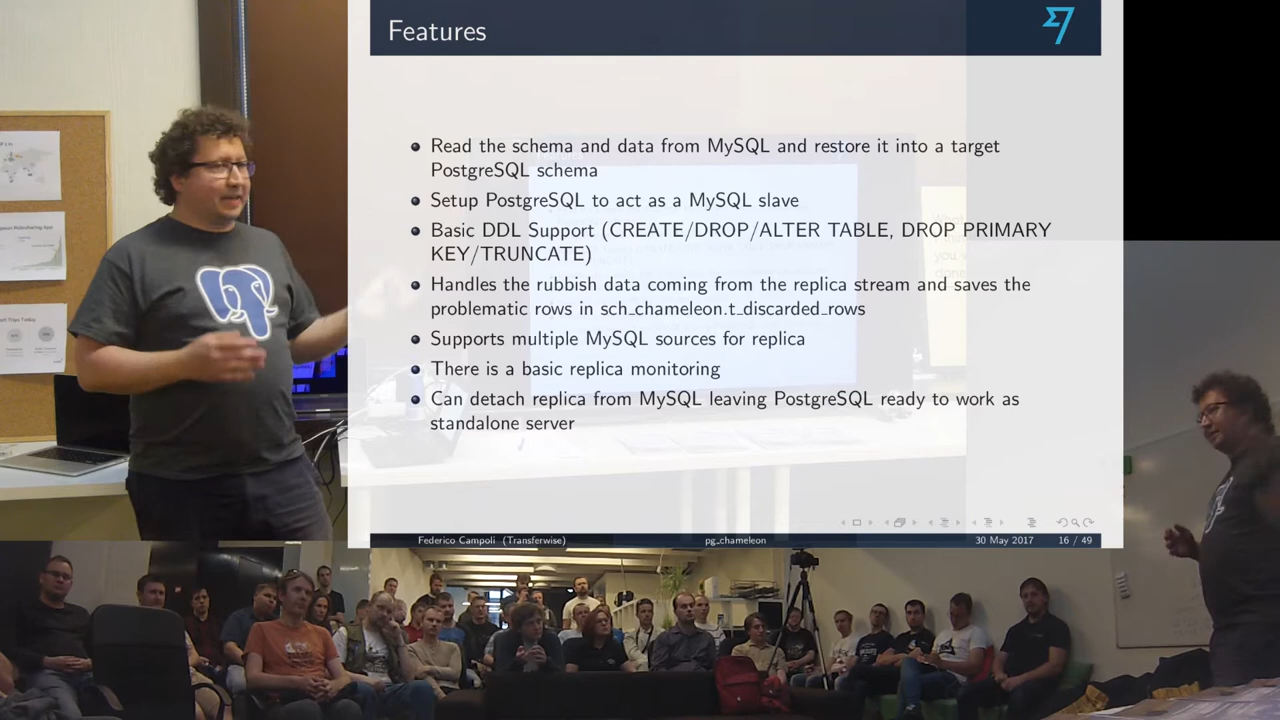 Features
Read the schema and data from MySQL and restore it into a target
PostgreSQL schema
Setup PostgreSQL to act as a MySQL slave
Basic DDL Support (CREATE/DROP/ALTER TABLE, DROP PRIMARY
KEY/TRUNCATE)
Handles the rubbish data coming from the replica stream and saves the
problematic rows in sch_chameleon.t_discarded_rows
Supports multiple MySQL sources for replica
There is a basic replica monitoring
Can detach replica from MySQL leaving PostgreSQL ready to work as
standalone server
Federico Campoli (Transferwise) pg_chameleon 30 May 2017 16 / 49